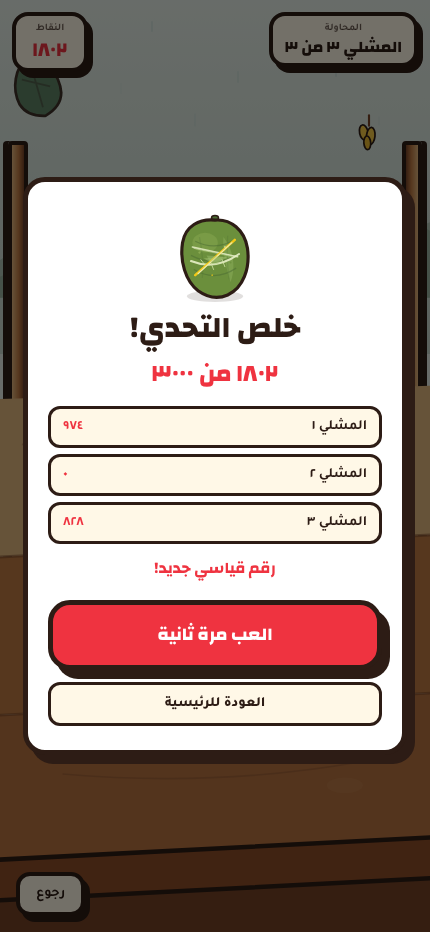 المحاولة
المشلي ٣ من ٣
النقاط
١٨٠٢
خلص التحدي!
١٨٠٢ من ٣٠٠٠
المشلي ١
٩٧٤
المشلي ٢
٠
المشلي ٣
٨٢٨
رقم قياسي جديد!
العب مرة ثانية
العودة للرئيسية
رجوع